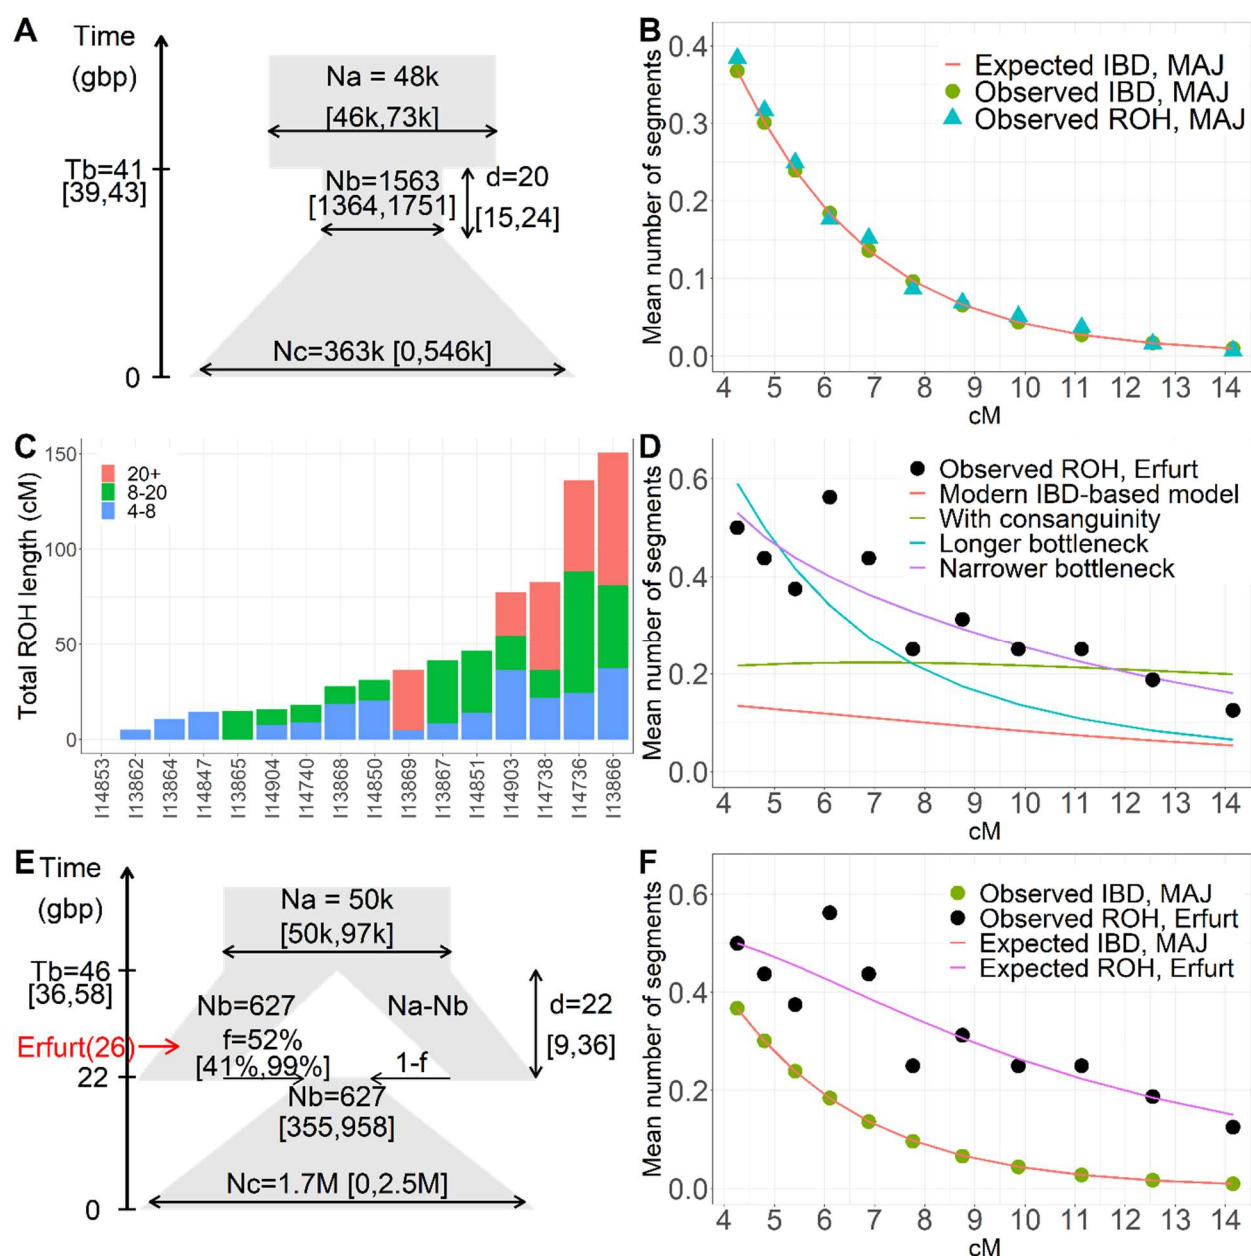 A
Time
(gbp)
Na = 48k
[46k,73k]
Tb=41
[39,43]
Nb=1563
[1364,1751]
d=20
[15,24]
Nc=363k [0,546k]
0
B
Mean number of segments
0.4
0.3
0.2
0.1
0.0
Expected IBD, MAJ
Observed IBD, MAJ
Observed ROH, MAJ
4 5 6 7 8 9 10 11 12 13 14
cM
C
Total ROH length (cM)
150
100
50
0
20+
8-20
4-8
I14853
I13862
I13864
I14847
I13865
I14904
I14740
I13868
I14850
I13869
I13867
I14851
I14903
I14738
I14736
I13866
D
Mean number of segments
0.6
0.4
0.2
0.0
Observed ROH, Erfurt
Modern IBD-based model
With consanguinity
Longer bottleneck
Narrower bottleneck
4 5 6 7 8 9 10 11 12 13 14
cM
E
Time
(gbp)
Na = 50k
[50k,97k]
Tb=46
[36,58]
Nb=627
Na-Nb
d=22
[9,36]
Erfurt(26)
f=52%
[41%,99%]
1-f
22
Nb=627
[355,958]
Nc=1.7M [0,2.5M]
0
F
Mean number of segments
0.6
0.4
0.2
0.0
Observed IBD, MAJ
Observed ROH, Erfurt
Expected IBD, MAJ
Expected ROH, Erfurt
4 5 6 7 8 9 10 11 12 13 14
cM